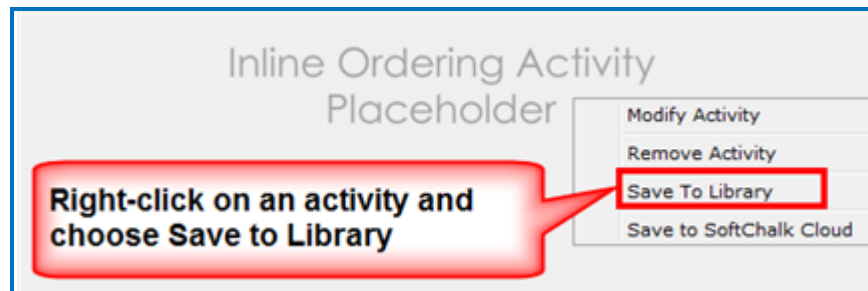 Inline Ordering Activity
Placeholder
Modify Activity
Remove Activity
Save To Library
Save to SoftChalk Cloud
Right-click on an activity and
choose Save to Library